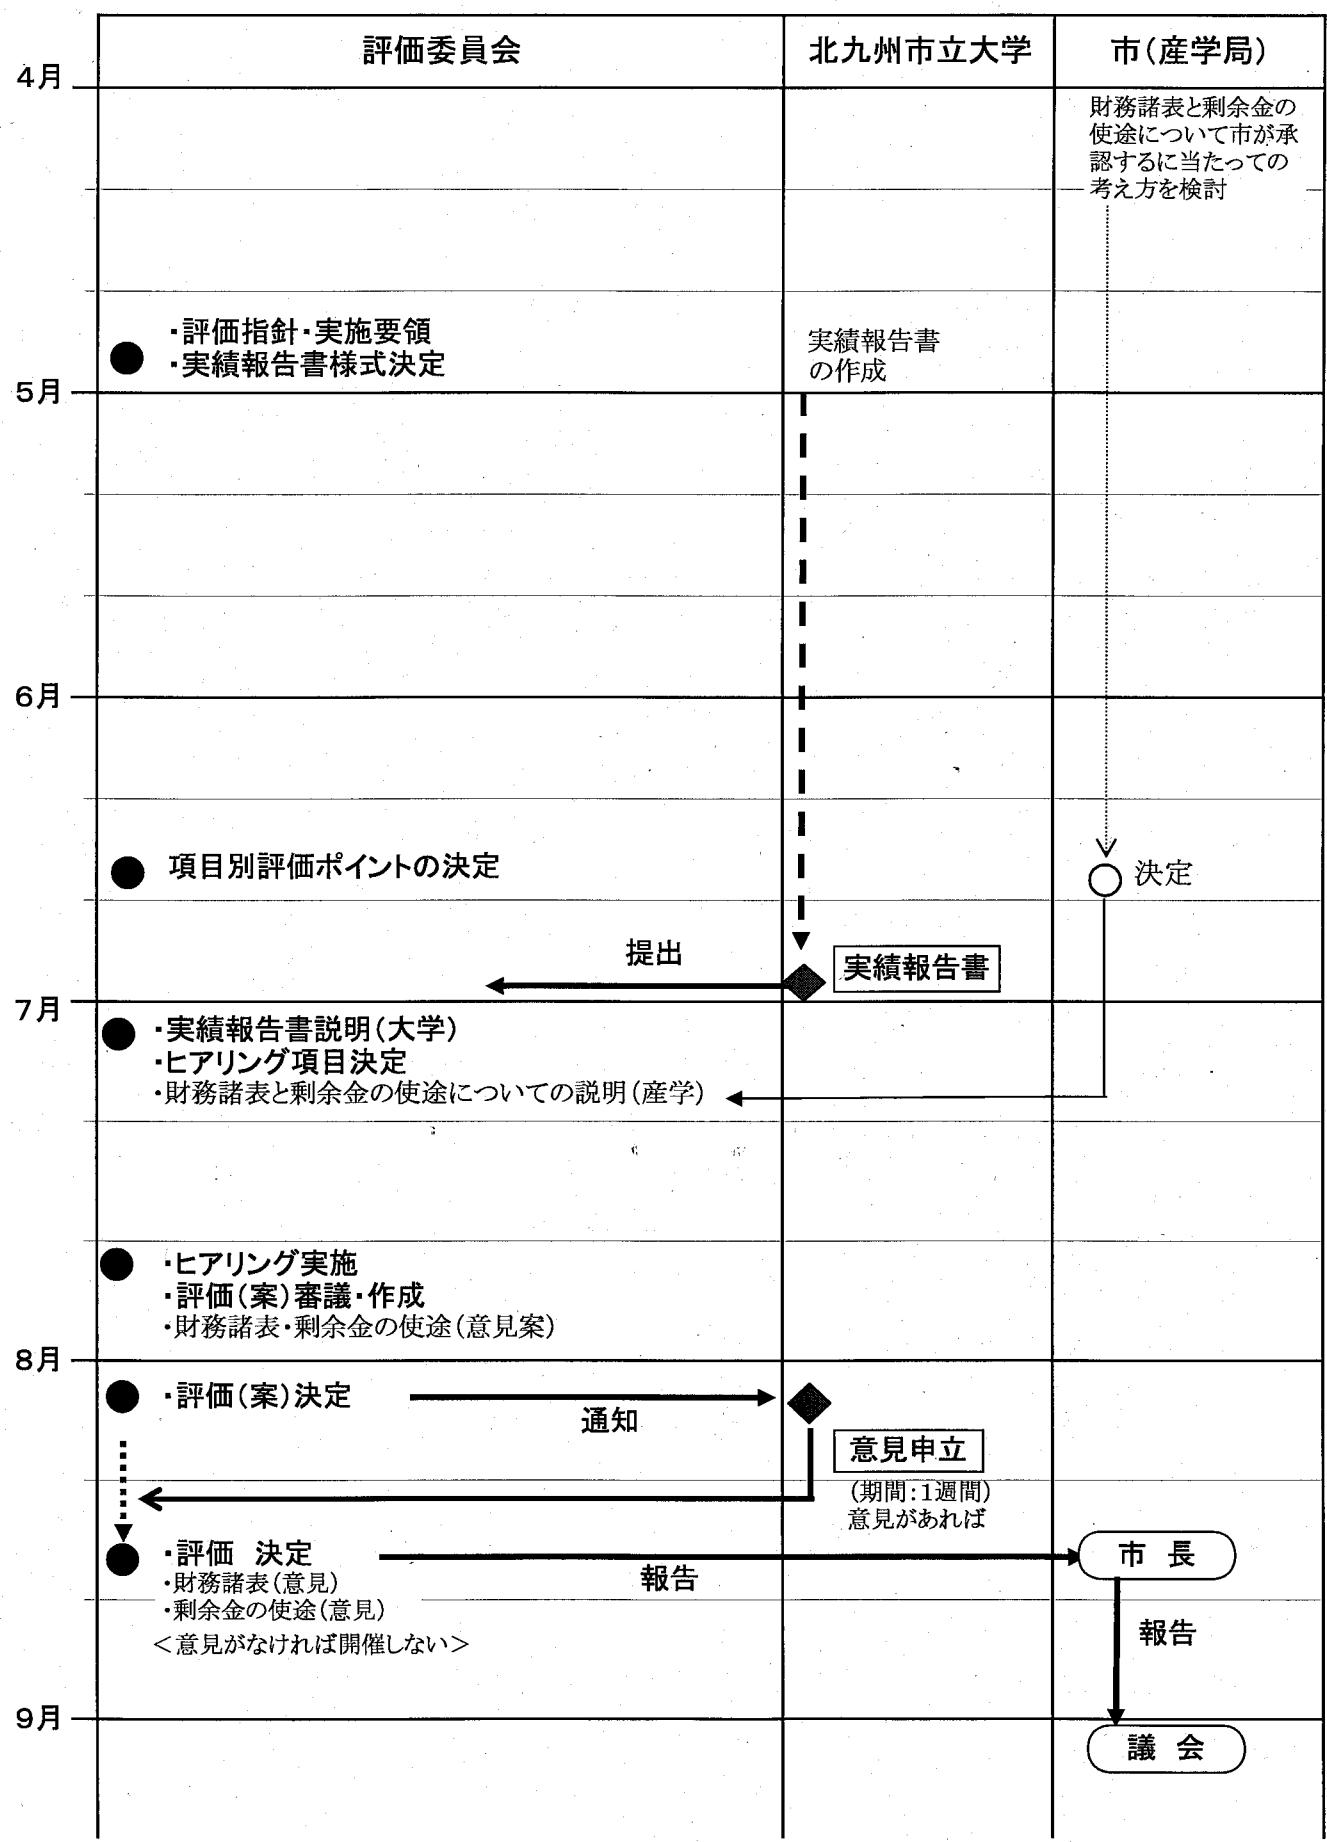 評価委員会
北九州市立大学
市(産学局)
4月
財務諸表と剰余金の
使途について市が承
認するに当たっての
考え方を検討
・評価指針・実施要領
・実績報告書様式決定
実績報告書
の作成
5月
6月
項目別評価ポイントの決定
決定
提出
実績報告書
7月
・実績報告書説明(大学)
・ヒアリング項目決定
・財務諸表と剰余金の使途についての説明(産学)
・ヒアリング実施
・評価(案)審議・作成
・財務諸表・剰余金の使途(意見案)
8月
・評価(案)決定
通知
意見申立
(期間:1週間)
意見があれば
・評価 決定
・財務諸表(意見)
・剰余金の使途(意見)
<意見がなければ開催しない>
報告
市 長
報告
9月
議 会